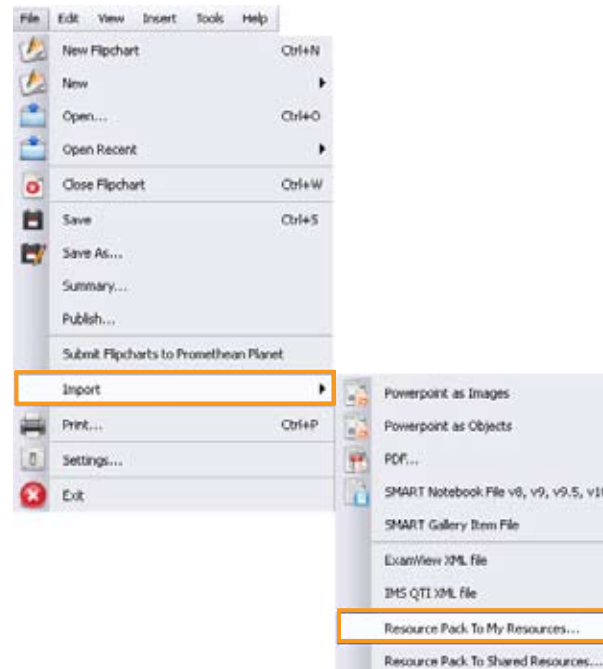 File Edit View Insert Tools Help
New Flipchart Ctrl+N
New
Open... Ctrl+O
Open Recent
Close Flipchart Ctrl+W
Save Ctrl+S
Save As...
Summary...
Publish...
Submit Flipcharts to Promethean Planet
Import
Print... Ctrl+P
Settings...
Exit
Powerpoint as Images
Powerpoint as Objects
PDF...
SMART Notebook File v8, v9, v9.5, v10
SMART Gallery Item File
ExamView XML file
IMS QTI XML file
Resource Pack To My Resources...
Resource Pack To Shared Resources...